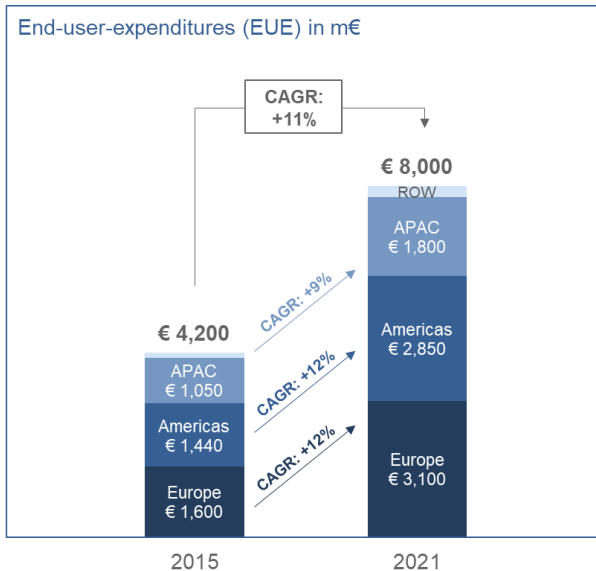 End-user-expenditures (EUE) in m€
CAGR:
+11%
€ 8,000
ROW
APAC
€ 1,800
CAGR: +9%
€ 4,200
Americas
€ 2,850
APAC
€ 1,050
CAGR: +12%
Americas
€ 1,440
CAGR: +12%
Europe
€ 3,100
Europe
€ 1,600
2015
2021